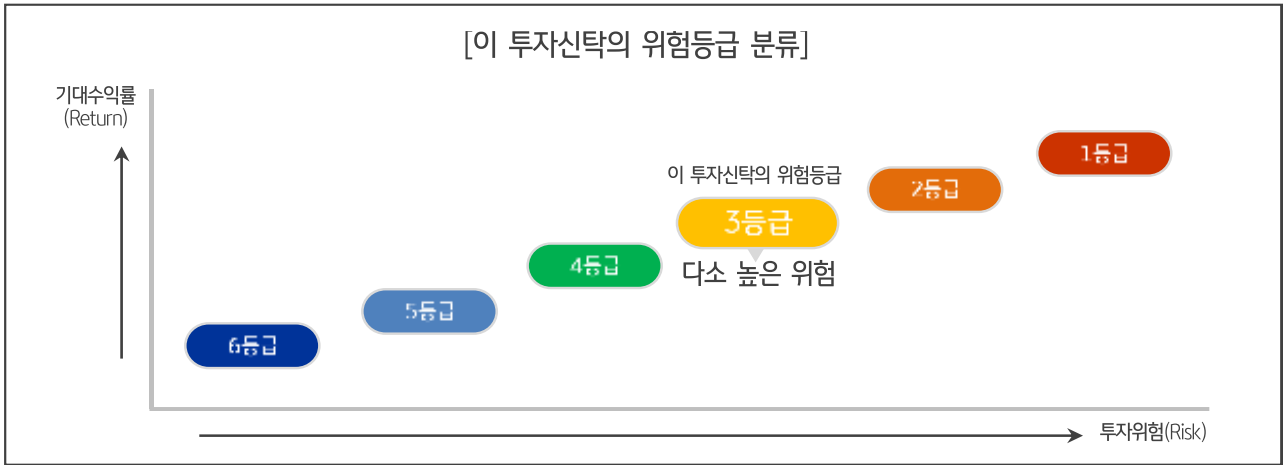 [이 투자신탁의 위험등급 분류]
기대수익률
(Return)
1등급
이 투자신탁의 위험등급
2등급
3등급
4등급
다소 높은 위험
5등급
6등급
투자위험(Risk)